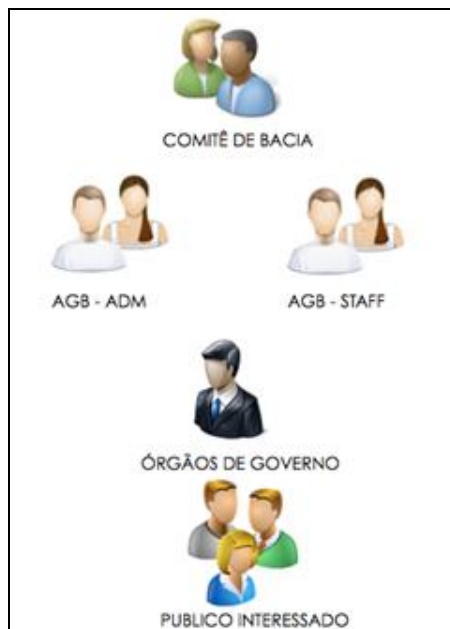 COMITÊ DE BACIA
AGB - ADM
AGB - STAFF
ÓRGÃOS DE GOVERNO
PUBLICO INTERESSADO